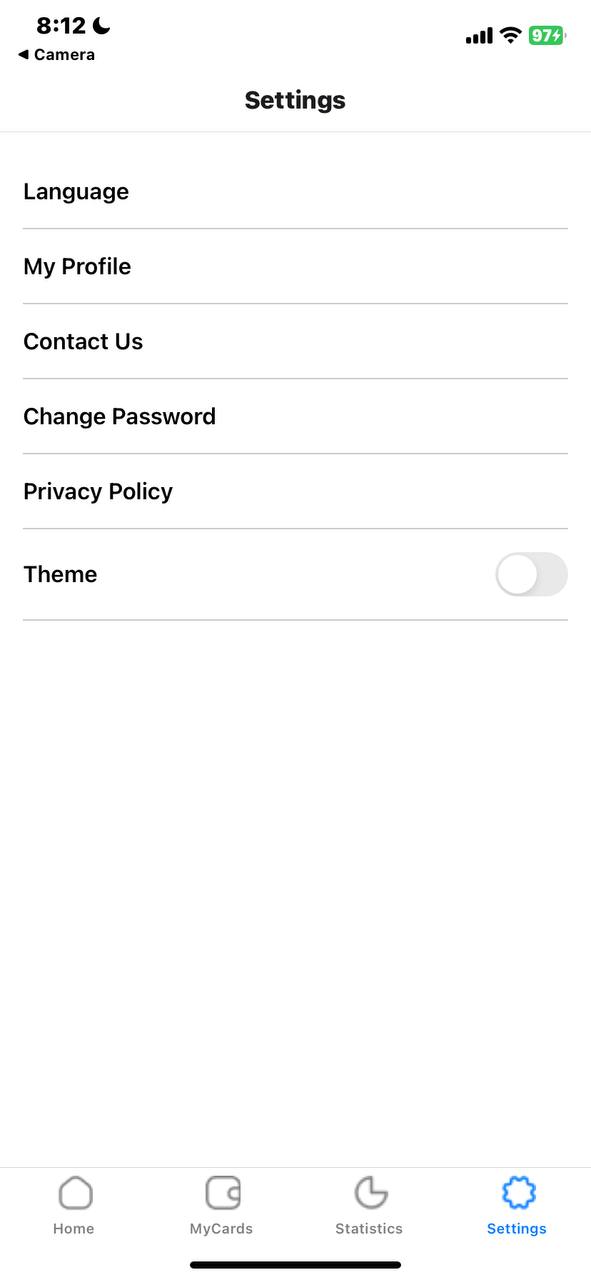 8:12
◀ Camera
97
Settings
Language
My Profile
Contact Us
Change Password
Privacy Policy
Theme
Home
MyCards
Statistics
Settings